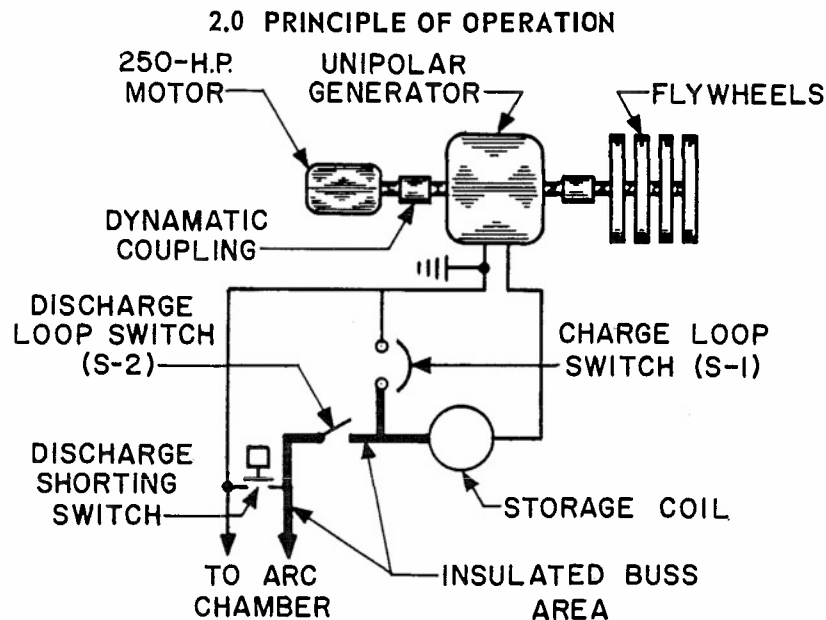 2.0 PRINCIPLE OF OPERATION
250-H.P.
MOTOR
UNIPOLAR
GENERATOR
FLYWHEELS
DYNAMATIC
COUPLING
DISCHARGE
LOOP SWITCH
(S-2)
CHARGE LOOP
SWITCH (S-1)
DISCHARGE
SHORTING
SWITCH
STORAGE COIL
TO ARC
CHAMBER
INSULATED BUSS
AREA